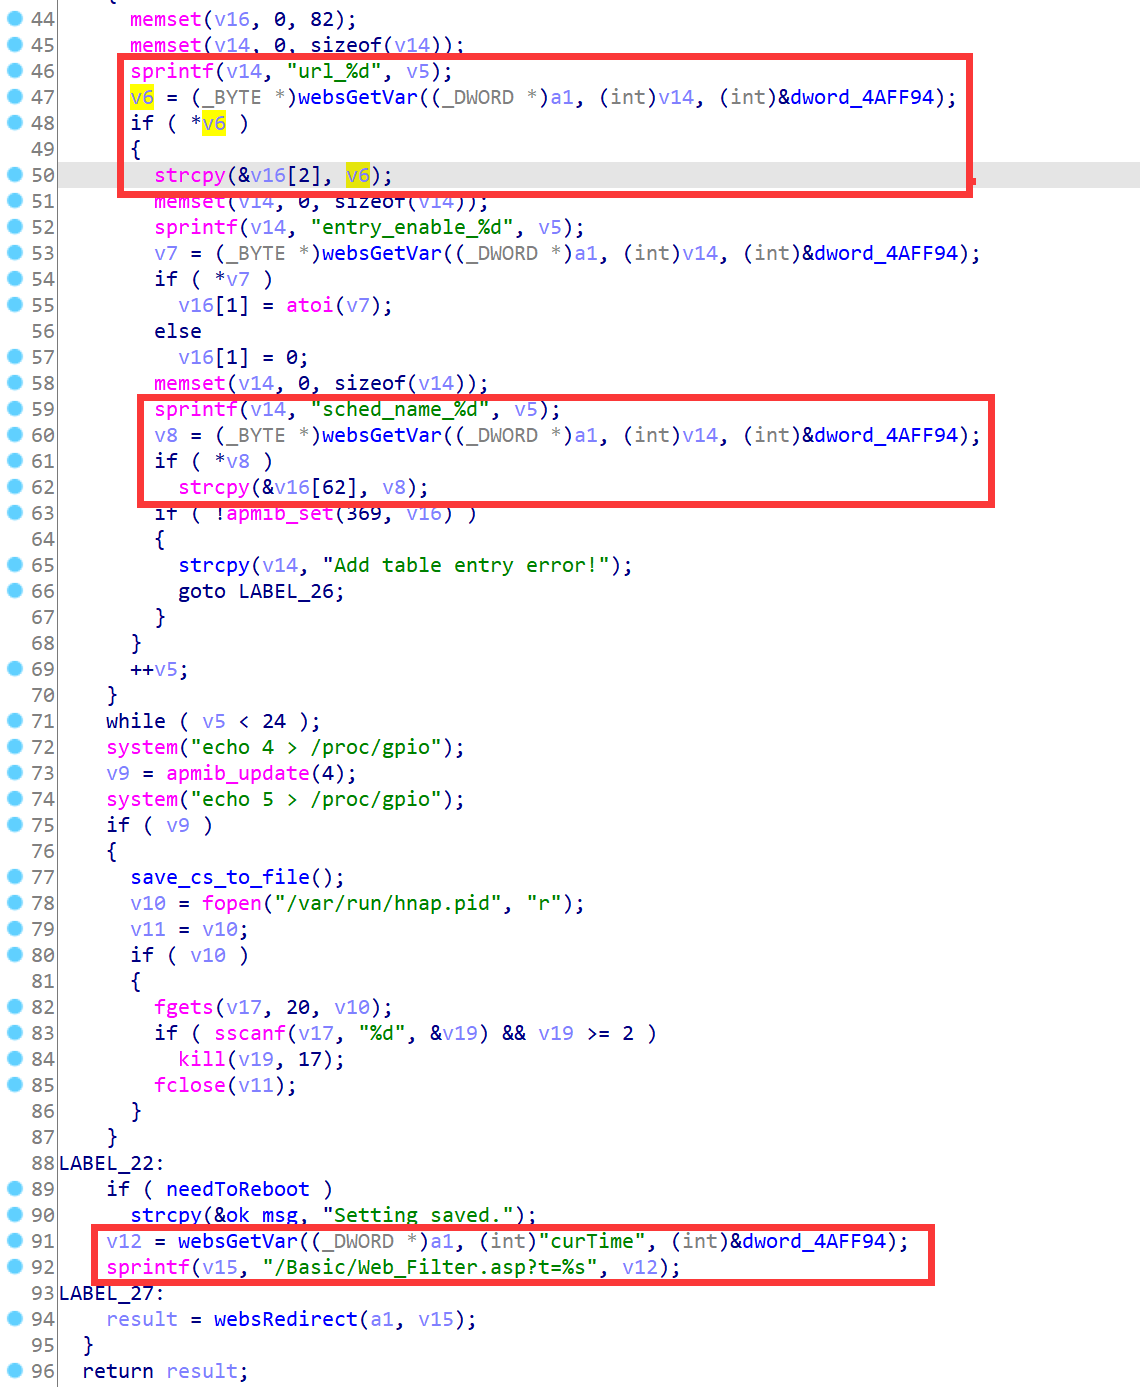 {
44 memset(v16, 0, 82);
45 memset(v14, 0, sizeof(v14));
46 sprintf(v14, "url_%d", v5);
47 v6 = (_BYTE *)websGetVar((_DWORD *)a1, (int)v14, (int)&dword_4AFF94);
48 if ( *v6 )
49 {
50 strcpy(&v16[2], v6);
51 memset(v14, 0, sizeof(v14));
52 sprintf(v14, "entry_enable_%d", v5);
53 v7 = (_BYTE *)websGetVar((_DWORD *)a1, (int)v14, (int)&dword_4AFF94);
54 if ( *v7 )
55 v16[1] = atoi(v7);
56 else
57 v16[1] = 0;
58 memset(v14, 0, sizeof(v14));
59 sprintf(v14, "sched_name_%d", v5);
60 v8 = (_BYTE *)websGetVar((_DWORD *)a1, (int)v14, (int)&dword_4AFF94);
61 if ( *v8 )
62 strcpy(&v16[62], v8);
63 if ( !apmib_set(369, v16) )
64 {
65 strcpy(v14, "Add table entry error!");
66 goto LABEL_26;
67 }
68 }
69 ++v5;
70 }
71 while ( v5 < 24 );
72 system("echo 4 > /proc/gpio");
73 v9 = apmib_update(4);
74 system("echo 5 > /proc/gpio");
75 if ( v9 )
76 {
77 save_cs_to_file();
78 v10 = fopen("/var/run/hnap.pid", "r");
79 v11 = v10;
80 if ( v10 )
81 {
82 fgets(v17, 20, v10);
83 if ( sscanf(v17, "%d", &v19) && v19 >= 2 )
84 kill(v19, 17);
85 fclose(v11);
86 }
87 }
88 LABEL_22:
89 if ( needToReboot )
90 strcpy(&ok_msg, "Setting saved.");
91 v12 = websGetVar((_DWORD *)a1, (int)"curTime", (int)&dword_4AFF94);
92 sprintf(v15, "/Basic/Web_Filter.asp?t=%s", v12);
93 LABEL_27:
94 result = websRedirect(a1, v15);
95 }
96 return result;